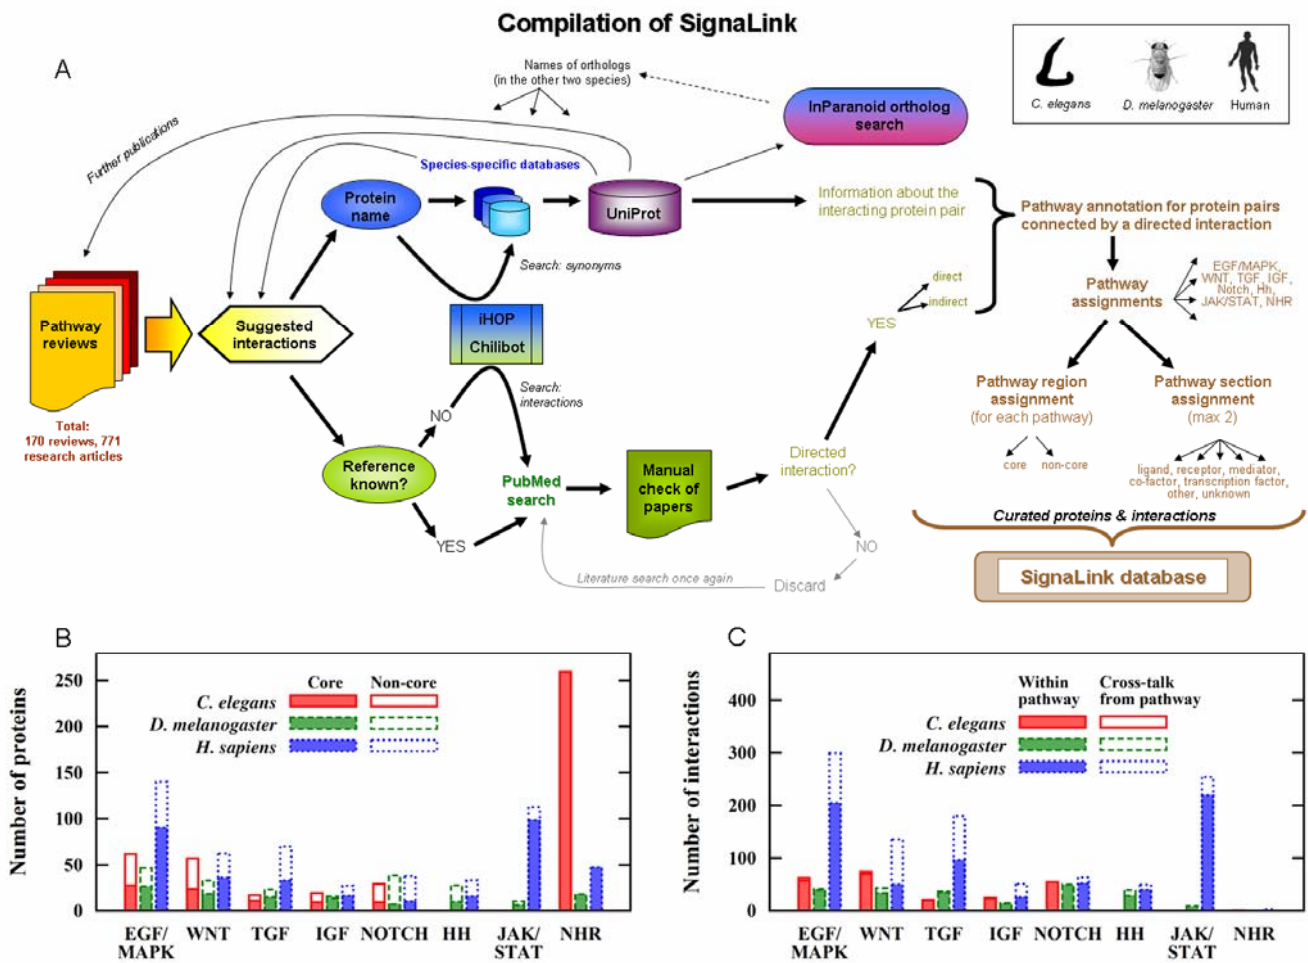 Compilation of SignaLink
A
Names of orthologs
(in the other two species)
InParanoid ortholog
search
C. elegans
D. melanogaster
Human
Further publications
Species-specific databases
Protein
name
UniProt
Information about the
interacting protein pair
Pathway annotation for protein pairs
connected by a directed interaction
Search: synonyms
direct
indirect
YES
Pathway
assignments
EGF/MAPK,
WNT, TGF, IGF,
Notch, Hh,
JAK/STAT, NHR
Pathway
reviews
Suggested
interactions
iHOP
Chilibot
Search:
interactions
NO
Pathway region
assignment
(for each pathway)
Pathway section
assignment
(max 2)
Total:
170 reviews, 771
research articles
Reference
known?
PubMed
search
Manual
check of
papers
Directed
interaction?
core
non-core
ligand, receptor, mediator,
co-factor, transcription factor,
other, unknown
YES
NO
Literature search once again
Discard
Curated proteins & interactions
SignaLink database
B
Number of proteins
250
200
150
100
50
0
Core
Non-core
C. elegans
D. melanogaster
H. sapiens
EGF/
MAPK
WNT
TGF
IGF
NOTCH
HH
JAK/
STAT
NHR
C
Number of interactions
400
300
200
100
0
Within
pathway
Cross-talk
from pathway
C. elegans
D. melanogaster
H. sapiens
EGF/
MAPK
WNT
TGF
IGF
NOTCH
HH
JAK/
STAT
NHR